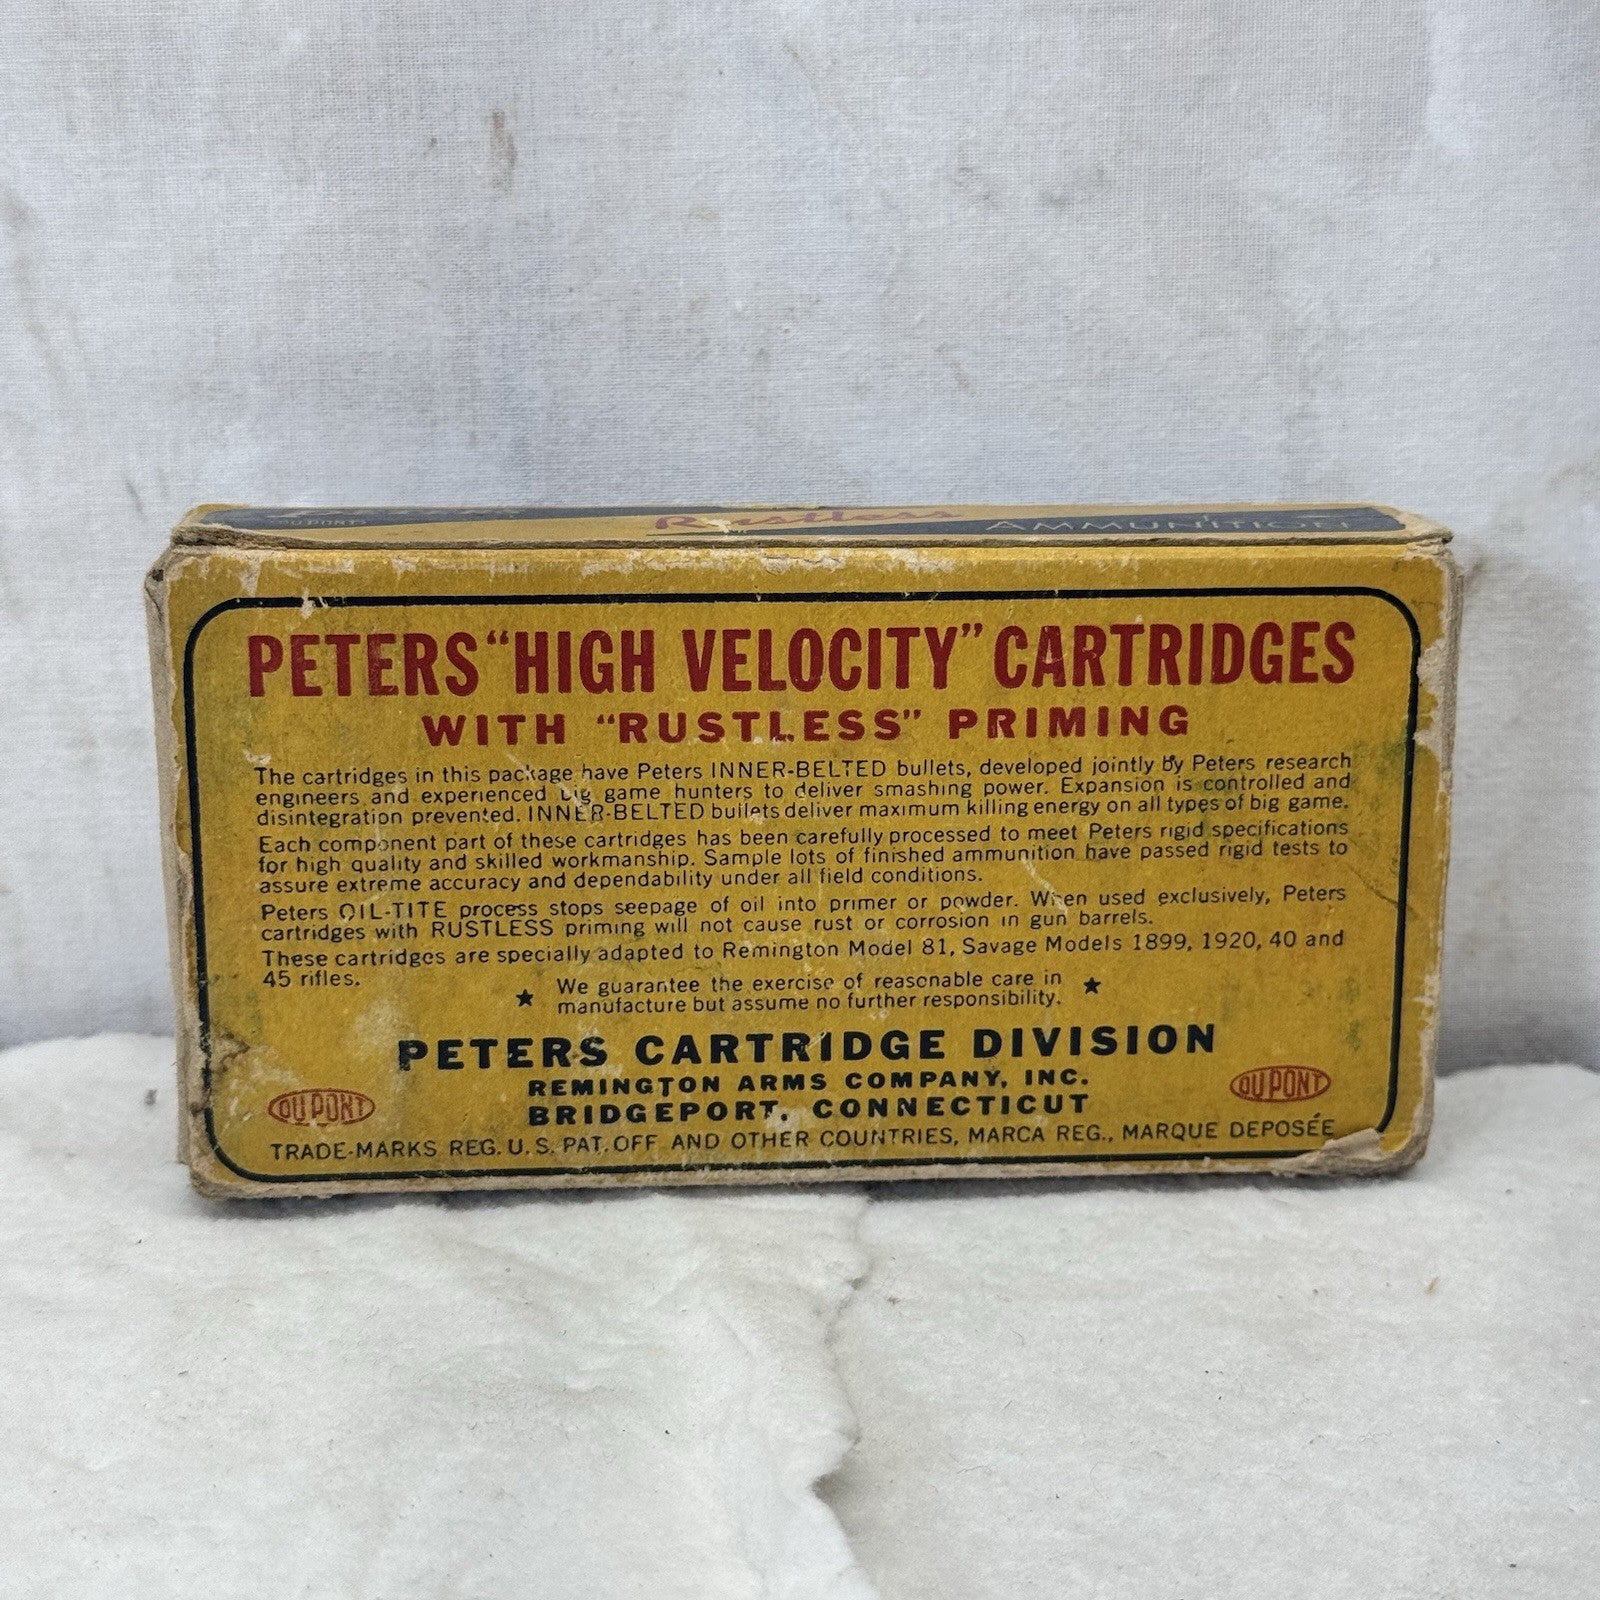 DU PONT
Rustless AMMUNITION
PETERS "HIGH VELOCITY" CARTRIDGES
WITH "RUSTLESS" PRIMING
The cartridges in this package have Peters INNER-BELTED bullets, developed jointly by Peters research
engineers and experienced big game hunters to deliver smashing power. Expansion is controlled and
disintegration prevented. INNER-BELTED bullets deliver maximum killing energy on all types of big game.
Each component part of these cartridges has been carefully processed to meet Peters rigid specifications
for high quality and skilled workmanship. Sample lots of finished ammunition have passed rigid tests to
assure extreme accuracy and dependability under all field conditions.
Peters OIL-TITE process stops seepage of oil into primer or powder. When used exclusively, Peters
cartridges with RUSTLESS priming will not cause rust or corrosion in gun barrels.
These cartridges are specially adapted to Remington Model 81, Savage Models 1899, 1920, 40 and
45 rifles.
★ We guarantee the exercise of reasonable care in ★
manufacture but assume no further responsibility.
PETERS CARTRIDGE DIVISION
REMINGTON ARMS COMPANY, INC.
BRIDGEPORT, CONNECTICUT
DU PONT DU PONT
TRADE-MARKS REG. U. S. PAT. OFF AND OTHER COUNTRIES, MARCA REG., MARQUE DEPOSÉE